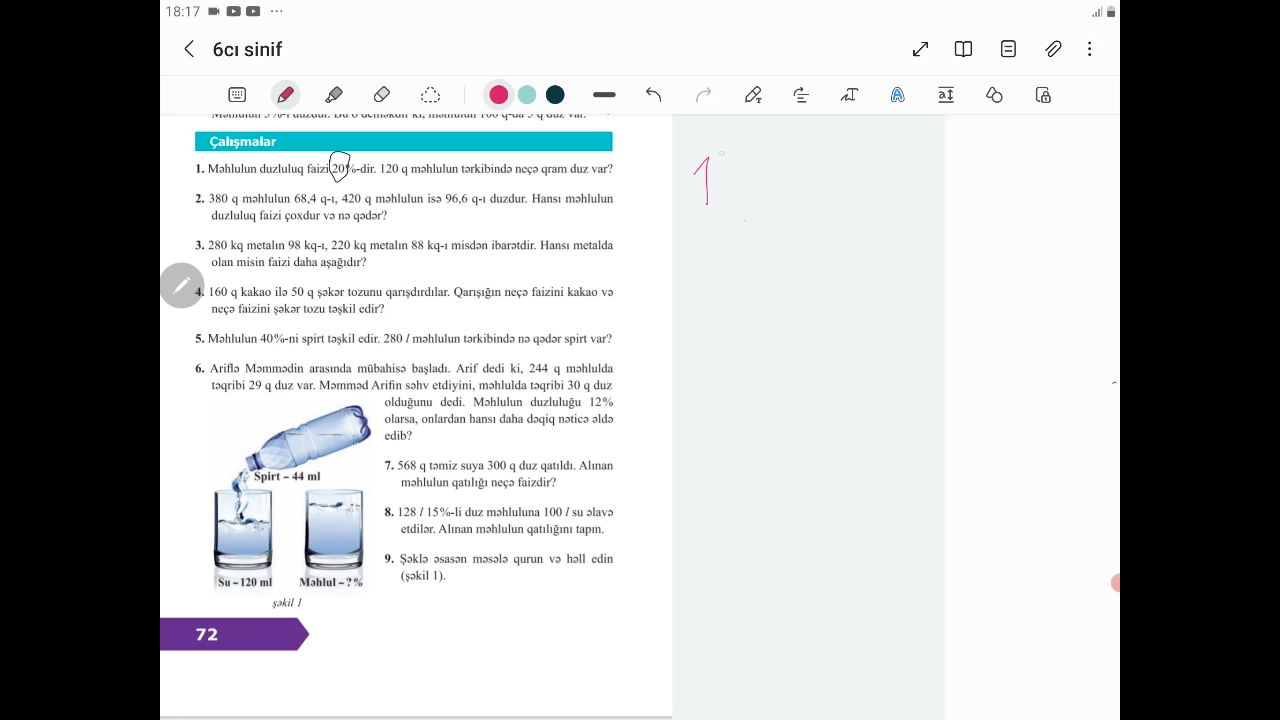 18:17
6cı sinif
Məhlulun 5%-i duzdur. Bu o deməkdir ki, məhlulun 100 q-da 5 q duz var.
Çalışmalar
1. Məhlulun duzluluq faizi 20%-dir. 120 q məhlulun tərkibində neçə qram duz var?
2. 380 q məhlulun 68,4 q-ı, 420 q məhlulun isə 96,6 q-ı duzdur. Hansı məhlulun
duzluluq faizi çoxdur və nə qədər?
3. 280 kq metalın 98 kq-ı, 220 kq metalın 88 kq-ı misdən ibarətdir. Hansı metalda
olan misin faizi daha aşağıdır?
4. 160 q kakao ilə 50 q şəkər tozunu qarışdırdılar. Qarışığın neçə faizini kakao və
neçə faizini şəkər tozu təşkil edir?
5. Məhlulun 40%-ni spirt təşkil edir. 280 l məhlulun tərkibində nə qədər spirt var?
6. Ariflə Məmmədin arasında mübahisə başladı. Arif dedi ki, 244 q məhlulda
təqribi 29 q duz var. Məmməd Arifin səhv etdiyini, məhlulda təqribi 30 q duz
olduğunu dedi. Məhlulun duzluluğu 12%
olarsa, onlardan hansı daha dəqiq nəticə əldə
edib?
7. 568 q təmiz suya 300 q duz qatıldı. Alınan
məhlulun qatılığı neçə faizdir?
8. 128 l 15%-li duz məhluluna 100 l su əlavə
etdilər. Alınan məhlulun qatılığını tapın.
9. Şəklə əsasən məsələ qurun və həll edin
(şəkil 1).
Spirt – 44 ml
Su – 120 ml
Məhlul – ?%
şəkil 1
72
1